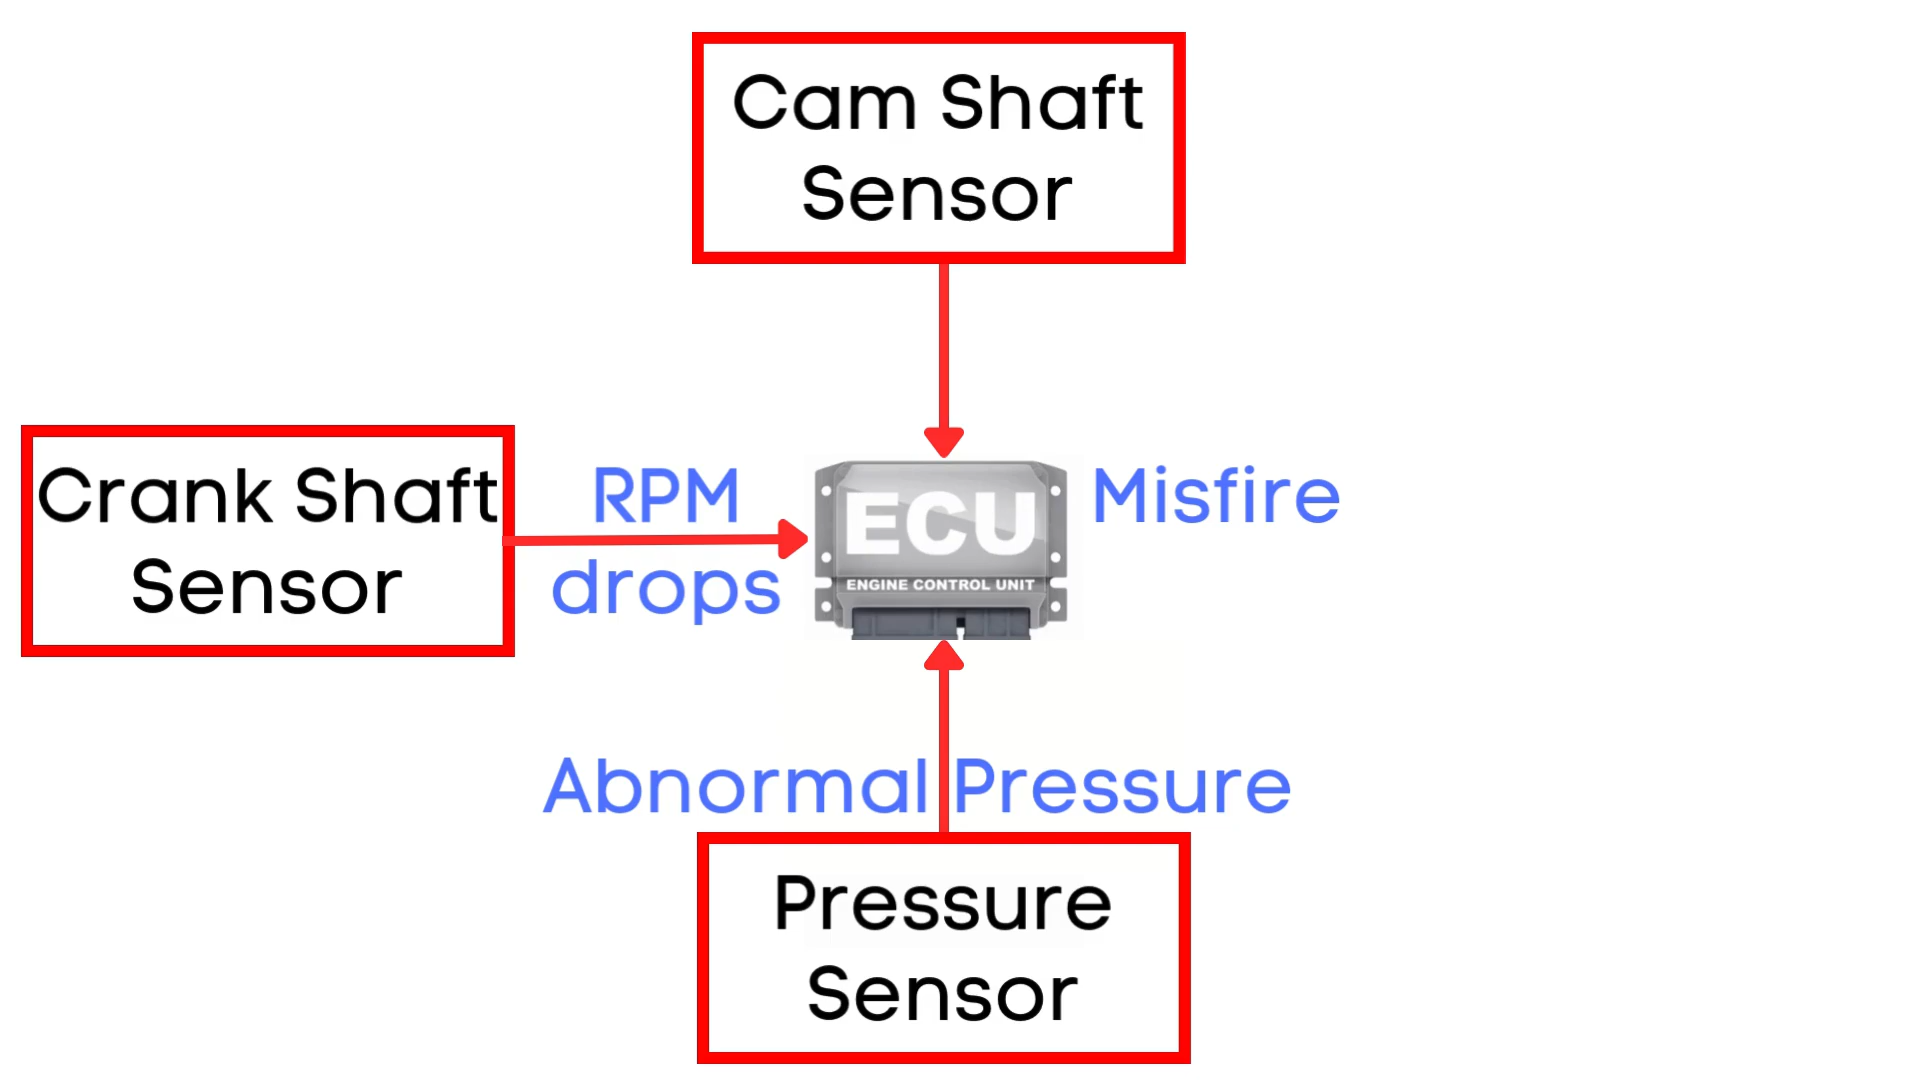 Cam Shaft
Sensor
Crank Shaft
Sensor
RPM
drops
ECU
ENGINE CONTROL UNIT
Misfire
Abnormal Pressure
Pressure
Sensor